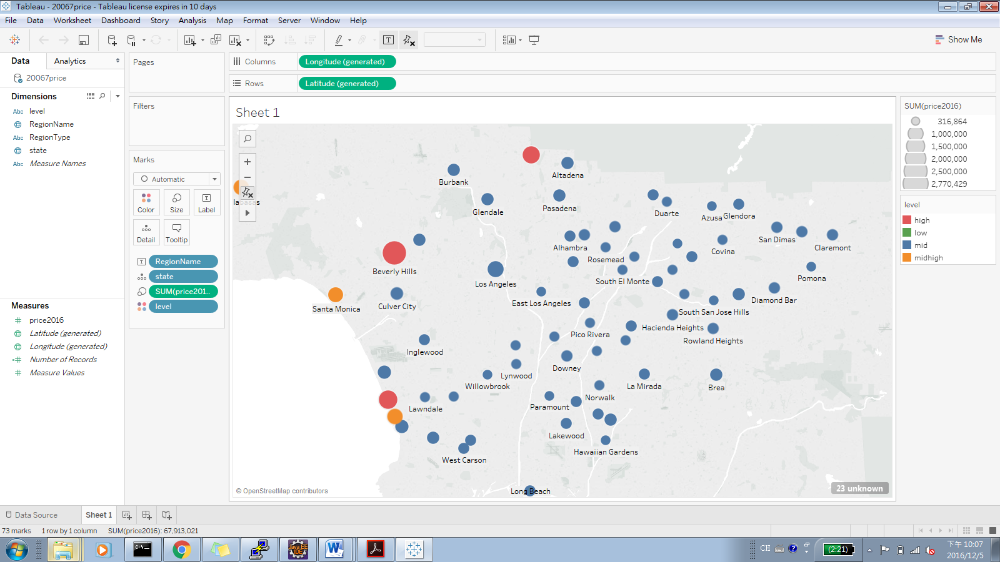 Tableau - 20067price - Tableau license expires in 10 days
File Data Worksheet Dashboard Story Analysis Map Format Server Window Help
Show Me
Data
Analytics
20067price
Dimensions
Abc level
RegionName
Abc RegionType
state
Abc Measure Names
Measures
price2016
Latitude (generated)
Longitude (generated)
Number of Records
Measure Values
Pages
Filters
Marks
Automatic
Color
Size
Label
Detail
Tooltip
RegionName
state
SUM(price201..
level
Columns
Longitude (generated)
Rows
Latitude (generated)
Sheet 1
Altadena
Burbank
labasas
Glendale
Pasadena
Duarte
Azusa
Glendora
San Dimas
Claremont
Alhambra
Covina
Rosemead
Beverly Hills
Pomona
Los Angeles
South El Monte
Diamond Bar
East Los Angeles
Santa Monica
Culver City
South San Jose Hills
Hacienda Heights
Pico Rivera
Rowland Heights
Inglewood
Downey
Lynwood
Willowbrook
La Mirada
Brea
Norwalk
Paramount
Lawndale
Lakewood
Hawaiian Gardens
West Carson
Long Beach
© OpenStreetMap contributors
23 unknown
SUM(price2016)
316,864
1,000,000
1,500,000
2,000,000
2,500,000
2,770,429
level
high
low
mid
midhigh
Data Source
Sheet 1
73 marks
1 row by 1 column
SUM(price2016): 67,913,021
Java EE
IDE
CH
(2:21)
下午 10:07
2016/12/5